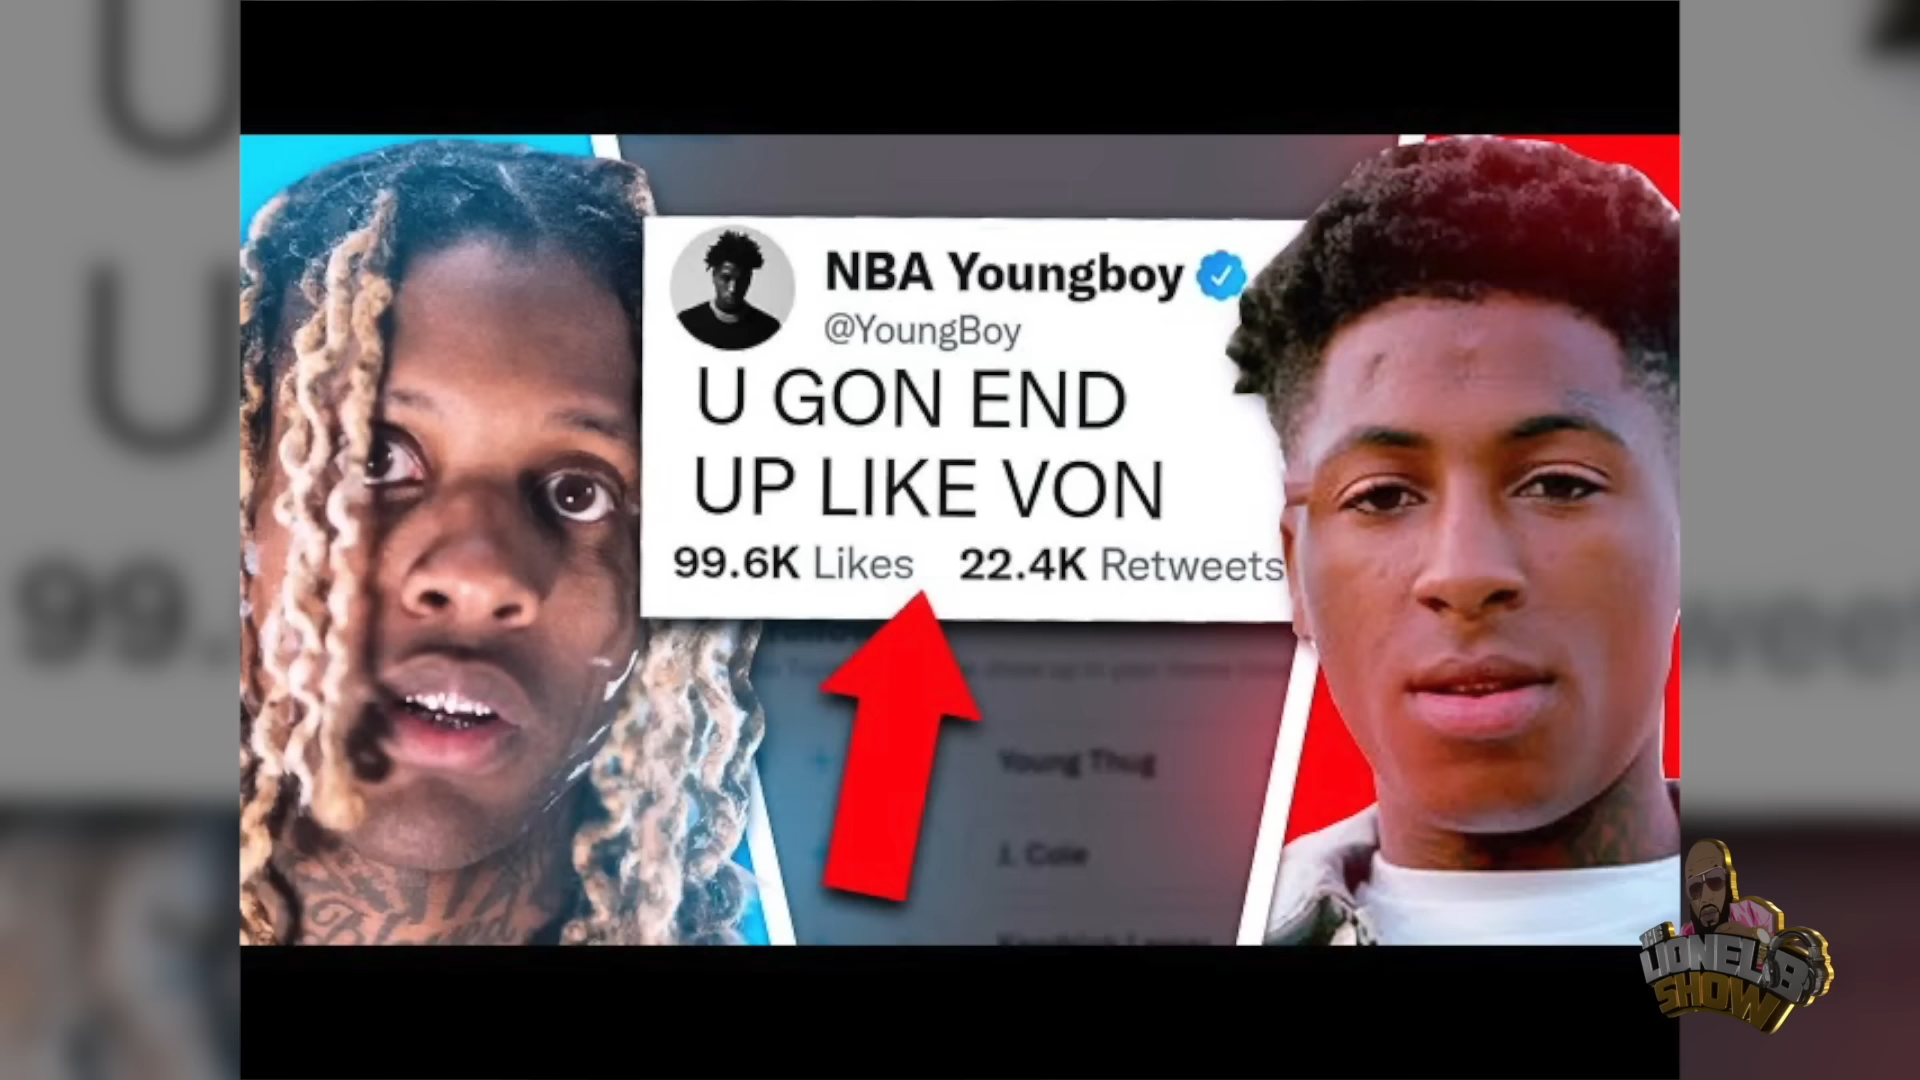 NBA Youngboy
@YoungBoy
U GON END
UP LIKE VON
99.6K Likes 22.4K Retweets
Young Thug
J. Cole
THE
LIONEL B
SHOW